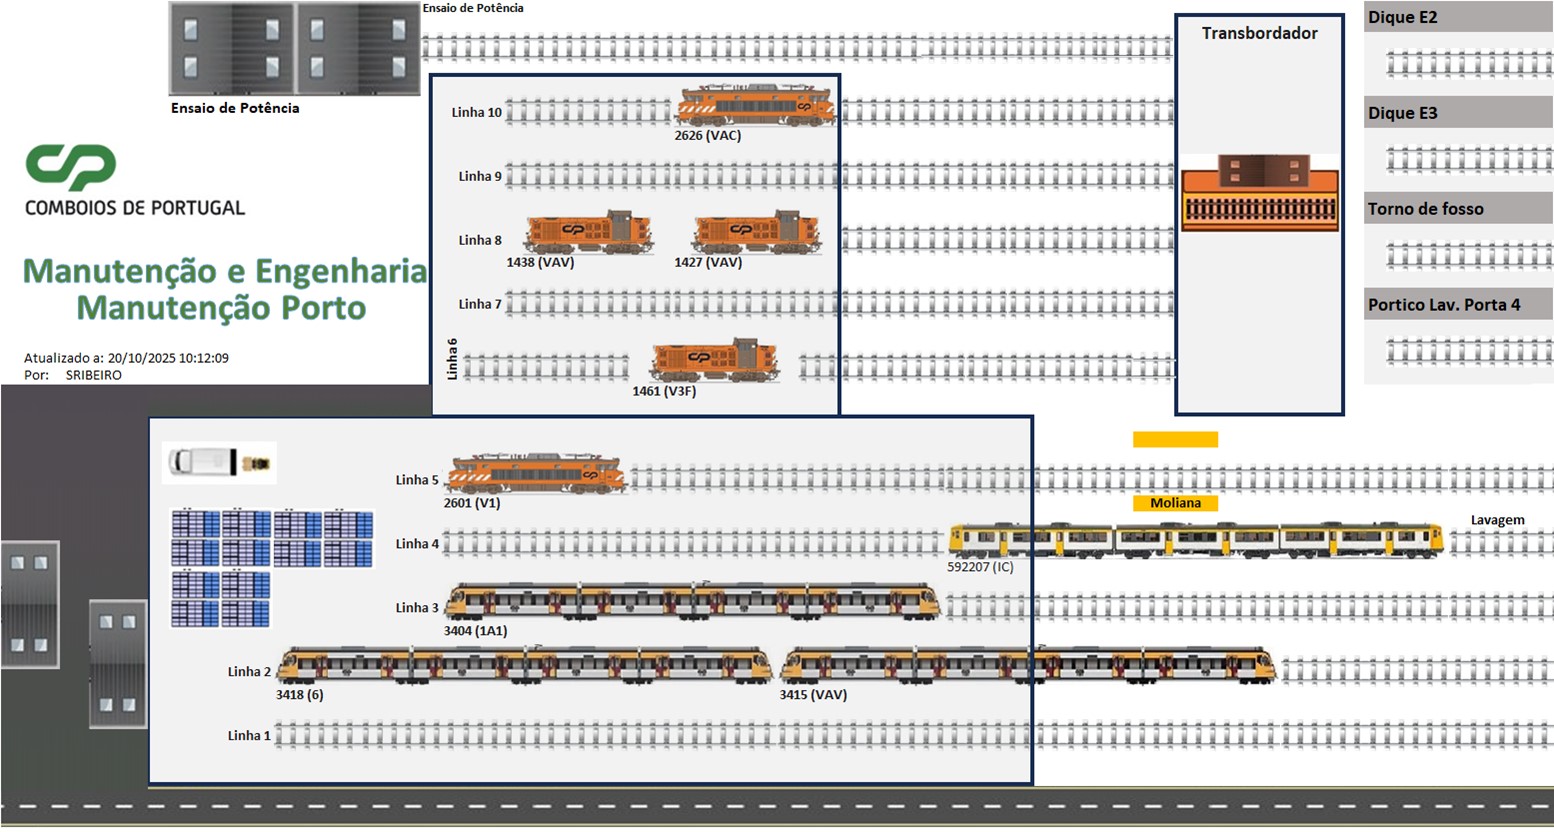 Ensaio de Potência
Ensaio de Potência
CP
COMBOIOS DE PORTUGAL
Manutenção e Engenharia
Manutenção Porto
Atualizado a: 20/10/2025 10:12:09
Por: SRIBEIRO
Linha 10
2626 (VAC)
Linha 9
Linha 8
1438 (VAV)
1427 (VAV)
Linha 7
Linha 6
1461 (V3F)
Transbordador
Dique E2
Dique E3
Torno de fosso
Portico Lav. Porta 4
Linha 5
2601 (V1)
Moliana
Linha 4
592207 (IC)
Lavagem
Linha 3
3404 (1A1)
Linha 2
3418 (6)
3415 (VAV)
Linha 1